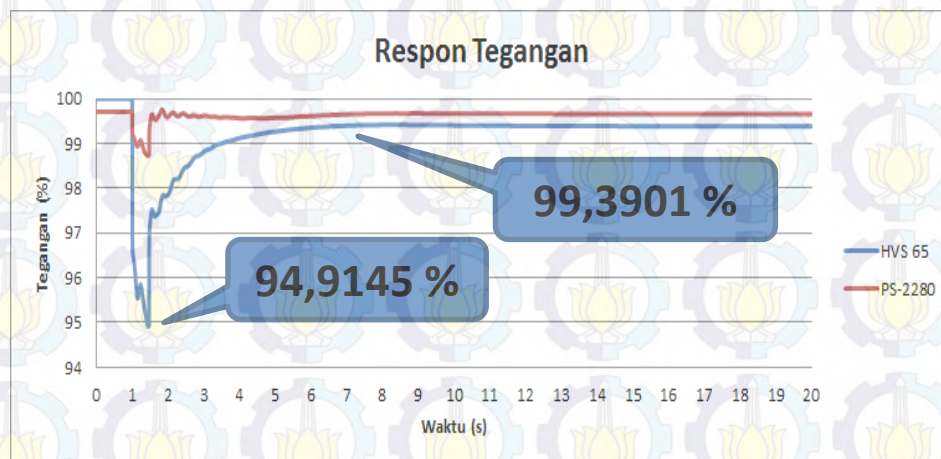 Respon Tegangan
Tegangan (%)
100
99
98
97
96
95
94
0 1 2 3 4 5 6 7 8 9 10 11 12 13 14 15 16 17 18 19 20
Waktu (s)
94,9145 %
99,3901 %
HVS 65
PS-2280